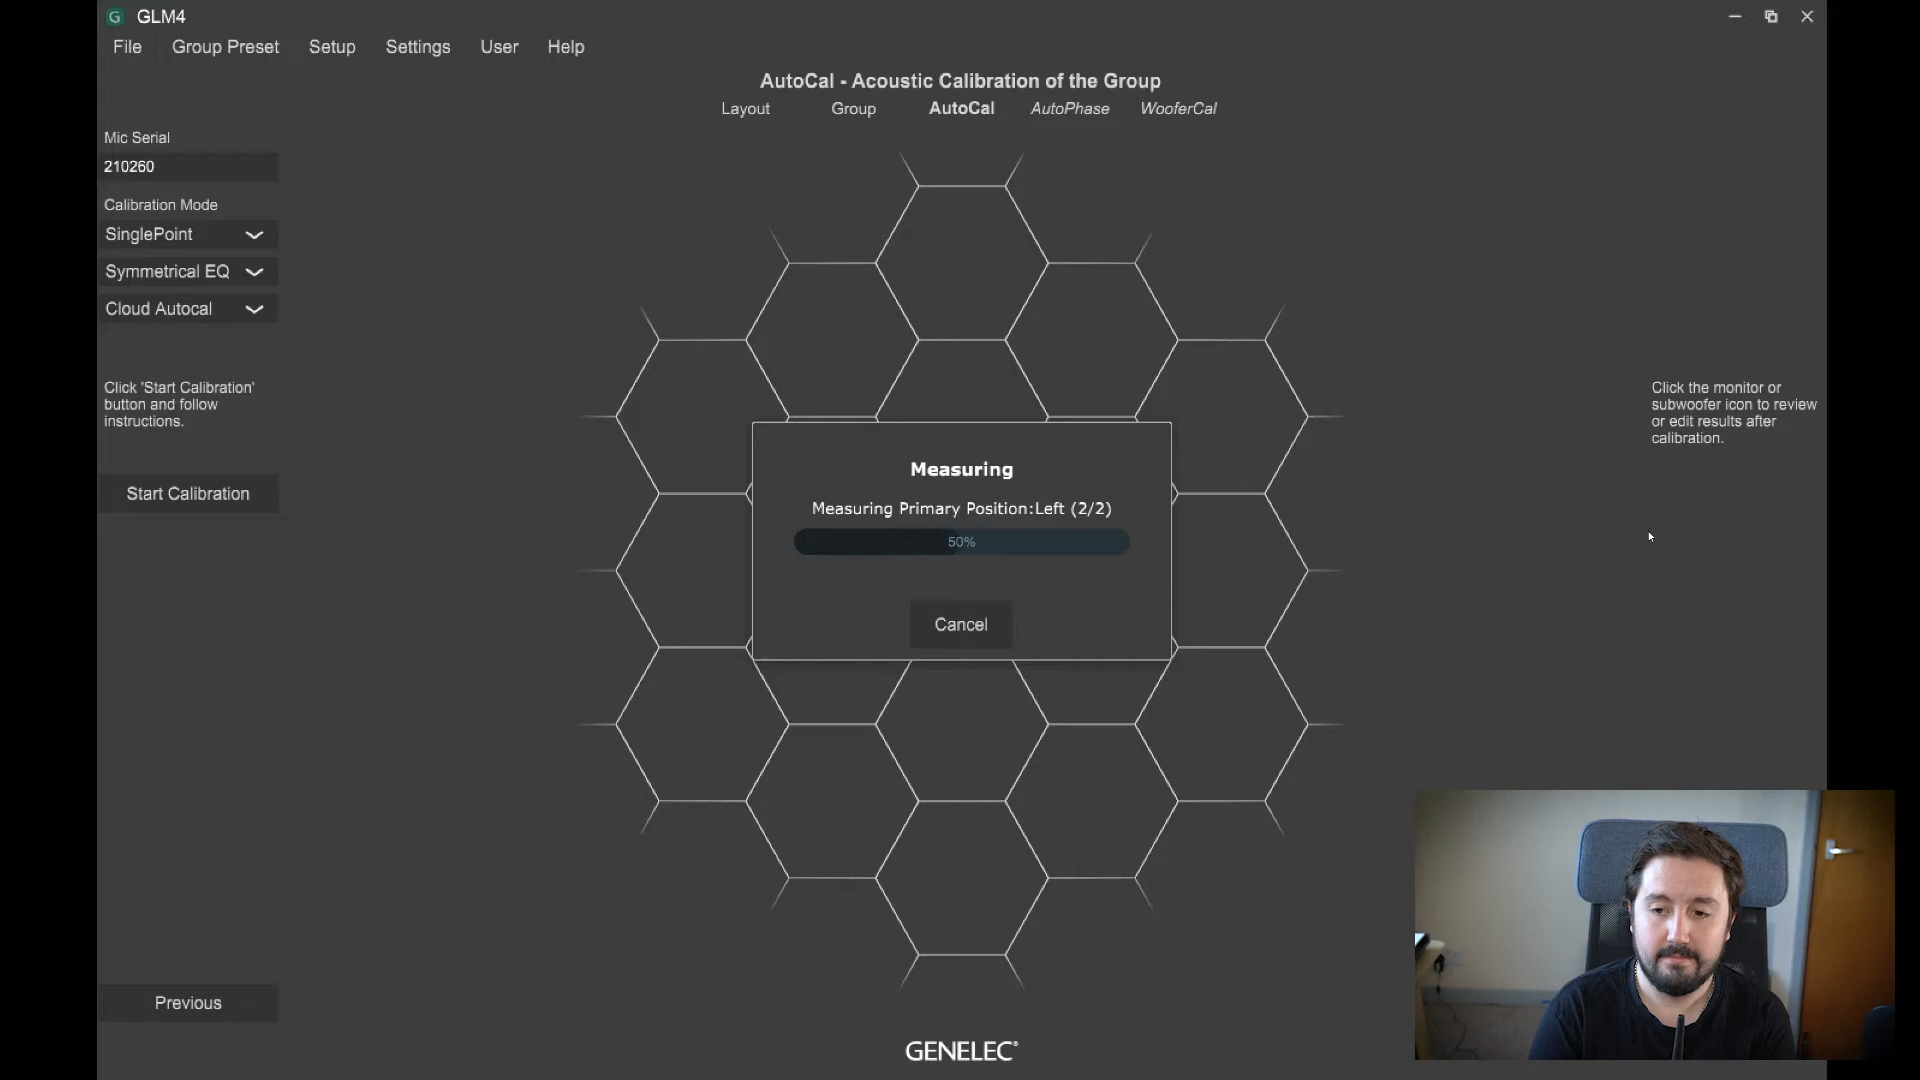 GLM4
File Group Preset Setup Settings User Help
AutoCal - Acoustic Calibration of the Group
Layout Group AutoCal AutoPhase WooferCal
Mic Serial
210260
Calibration Mode
SinglePoint
Symmetrical EQ
Cloud Autocal
Click 'Start Calibration'
button and follow
instructions.
Start Calibration
Measuring
Measuring Primary Position:Left (2/2)
50%
Cancel
Click the monitor or
subwoofer icon to review
or edit results after
calibration.
Previous
GENELEC®